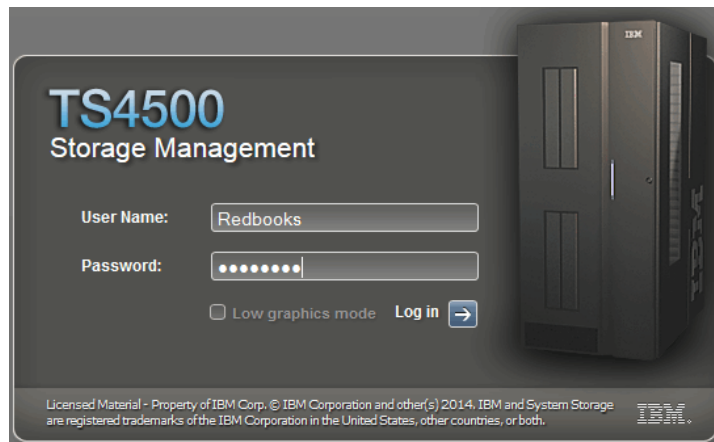 IBM
TS4500
Storage Management
IBM
User Name:
Redbooks
Password:
••••••••
Low graphics mode
Log in
Licensed Material - Property of IBM Corp. © IBM Corporation and other(s) 2014. IBM and System Storage
are registered trademarks of the IBM Corporation in the United States, other countries, or both.
IBM.